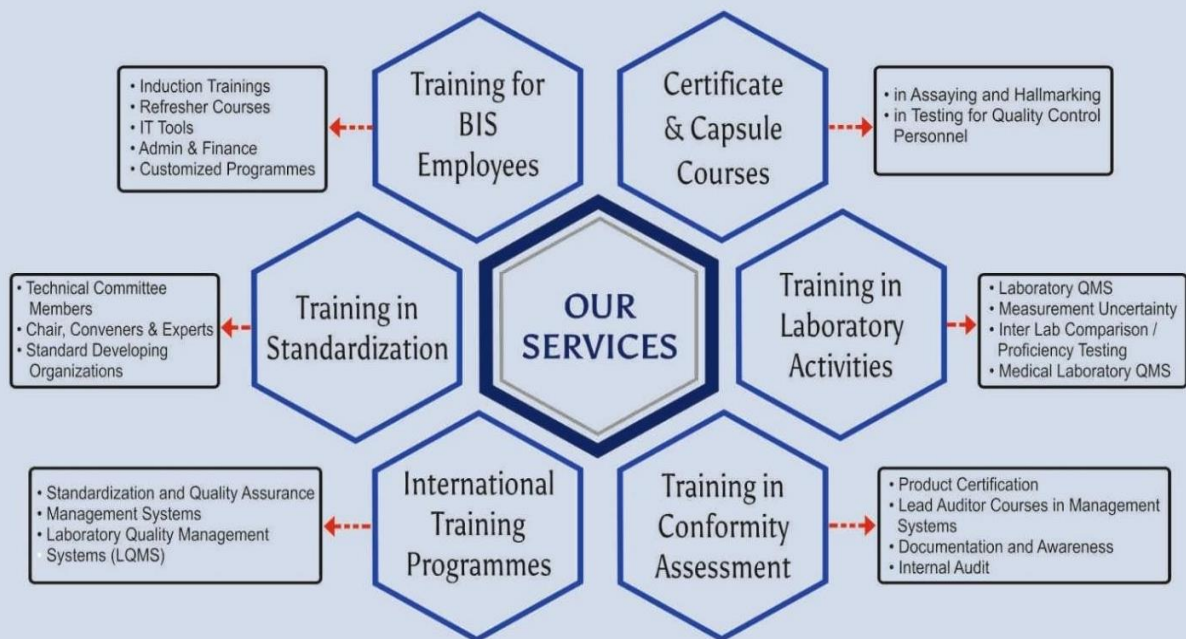 • Induction Trainings
• Refresher Courses
• IT Tools
• Admin & Finance
• Customized Programmes
Training for
BIS
Employees
Certificate
& Capsule
Courses
• in Assaying and Hallmarking
• in Testing for Quality Control
Personnel
• Technical Committee
Members
• Chair, Conveners & Experts
• Standard Developing
Organizations
Training in
Standardization
OUR
SERVICES
Training in
Laboratory
Activities
• Laboratory QMS
• Measurement Uncertainty
• Inter Lab Comparison /
Proficiency Testing
• Medical Laboratory QMS
• Standardization and Quality Assurance
• Management Systems
• Laboratory Quality Management
• Systems (LQMS)
International
Training
Programmes
Training in
Conformity
Assessment
• Product Certification
• Lead Auditor Courses in Management
Systems
• Documentation and Awareness
• Internal Audit